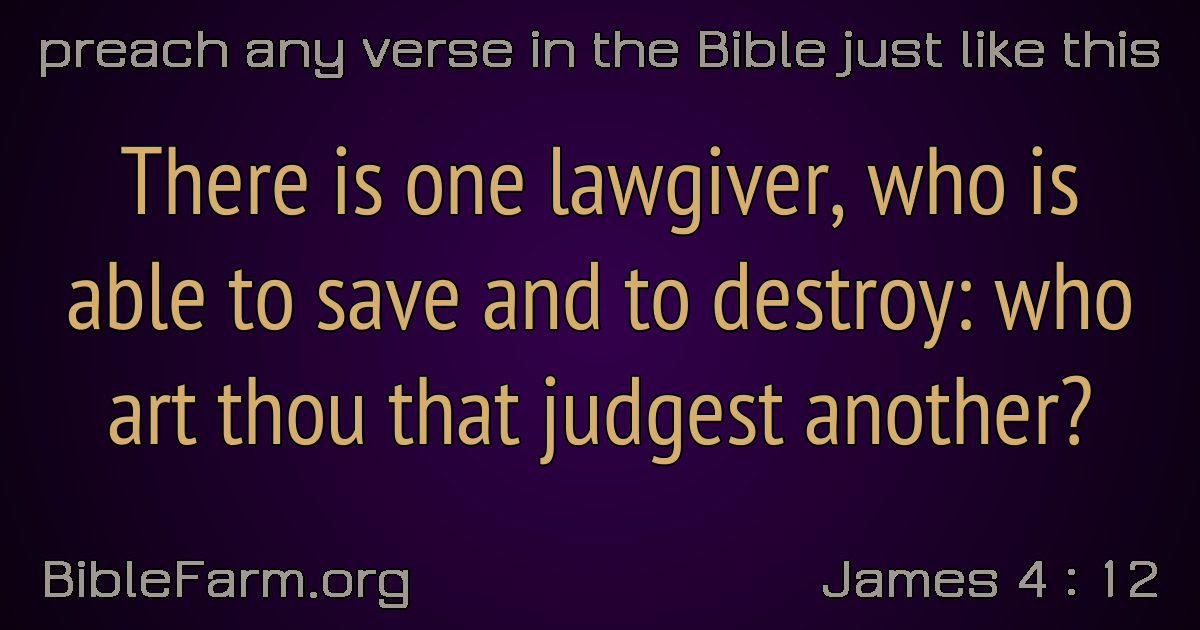 preach any verse in the Bible just like this
There is one lawgiver, who is
able to save and to destroy: who
art thou that judgest another?
BibleFarm.org
James 4 : 12